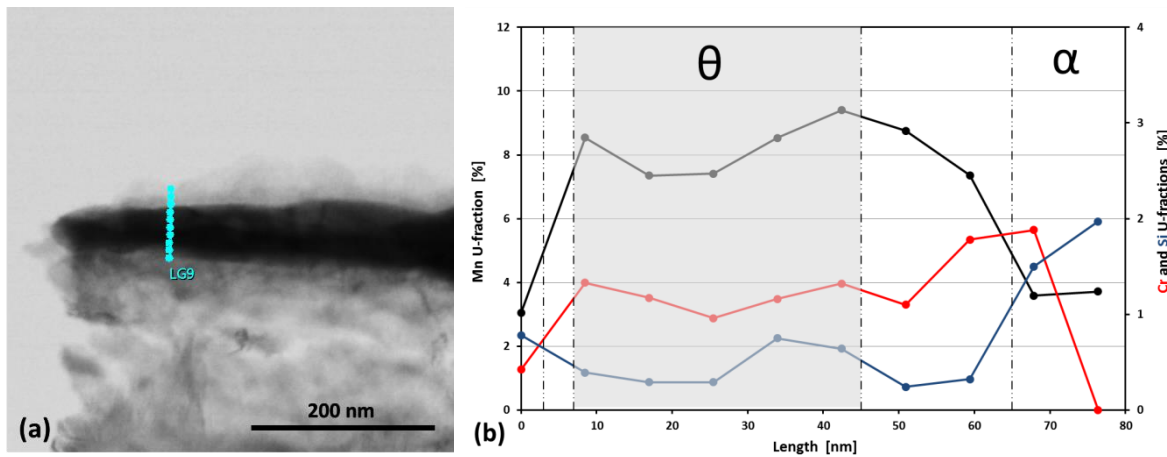 LG9
200 nm
(a)
θ
α
12
10
8
6
4
2
0
Mn U-fraction [%]
4
3
2
1
0
Cr and Si U-fractions [%]
0 10 20 30 40 50 60 70 80
Length [nm]
(b)